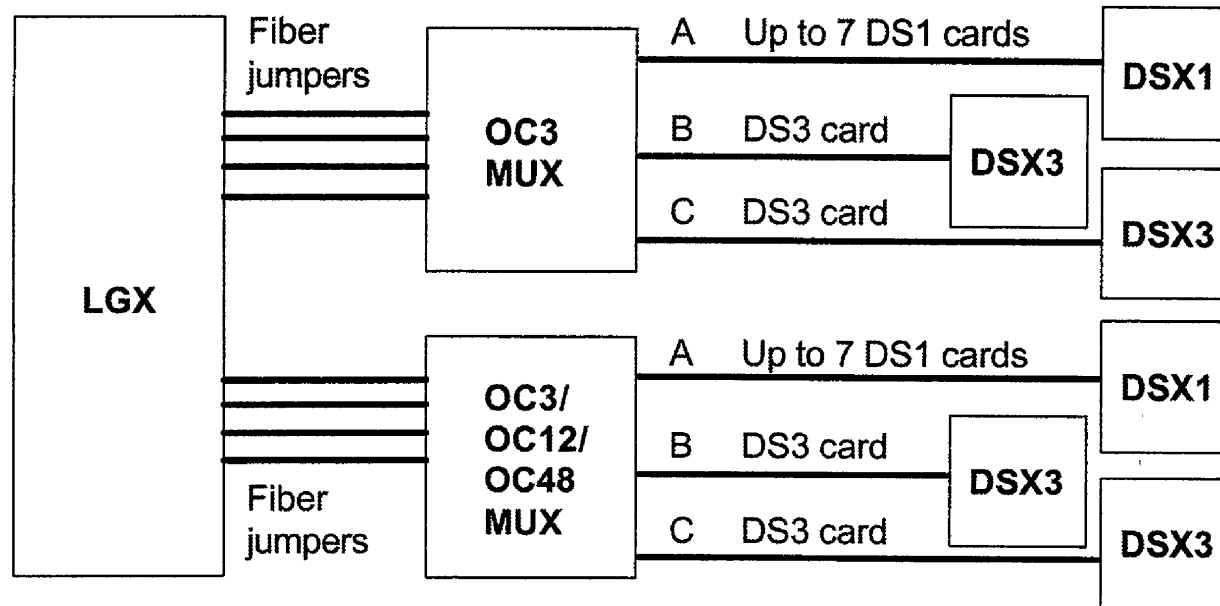 Fiber
jumpers
A Up to 7 DS1 cards
DSX1
OC3
MUX
B DS3 card
DSX3
C DS3 card
DSX3
LGX
A Up to 7 DS1 cards
DSX1
OC3/
OC12/
OC48
MUX
B DS3 card
DSX3
Fiber
jumpers
C DS3 card
DSX3